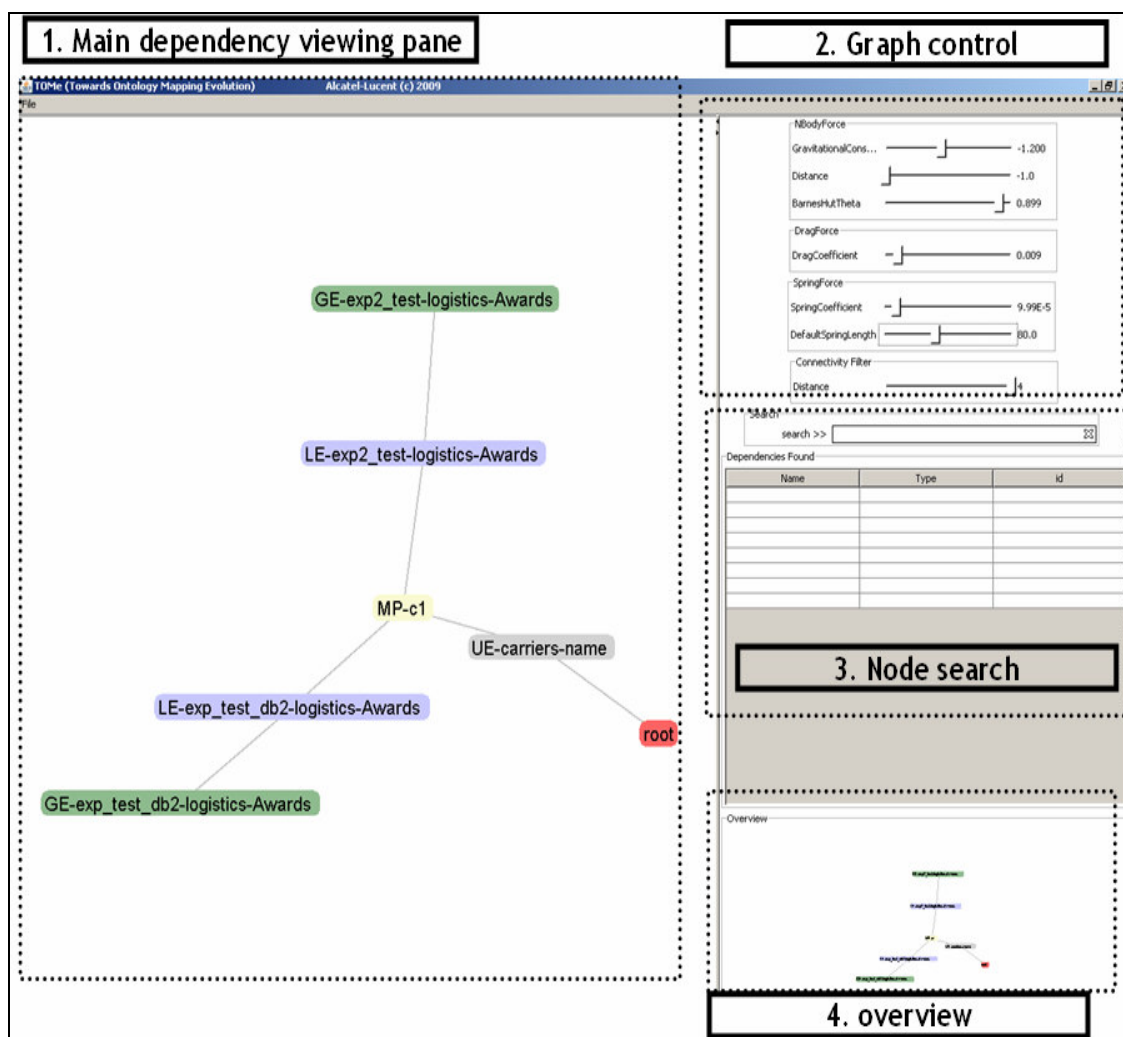 1. Main dependency viewing pane
2. Graph control
TOMe (Towards Ontology Mapping Evolution) Alcatel-Lucent (c) 2009
File
GE-exp2_test-logistics-Awards
LE-exp2_test-logistics-Awards
MP-c1
UE-carriers-name
LE-exp_test_db2-logistics-Awards
root
GE-exp_test_db2-logistics-Awards
NBodyForce
GravitationalCons... -1.200
Distance -1.0
BarnesHutTheta 0.899
DragForce
DragCoefficient 0.009
SpringForce
SpringCoefficient 9.99E-5
DefaultSpringLength 80.0
Connectivity Filter
Distance 4
Search
search >>
Dependencies Found
Name Type id
3. Node search
Overview
4. overview